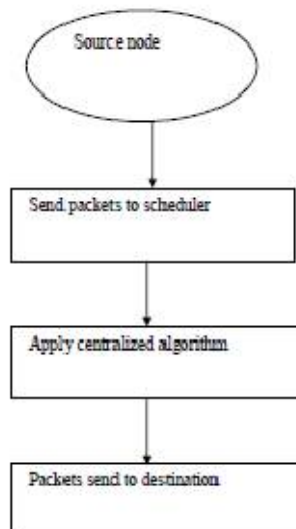 Source node
Send packets to scheduler
Apply centralized algorithm
Packets send to destination